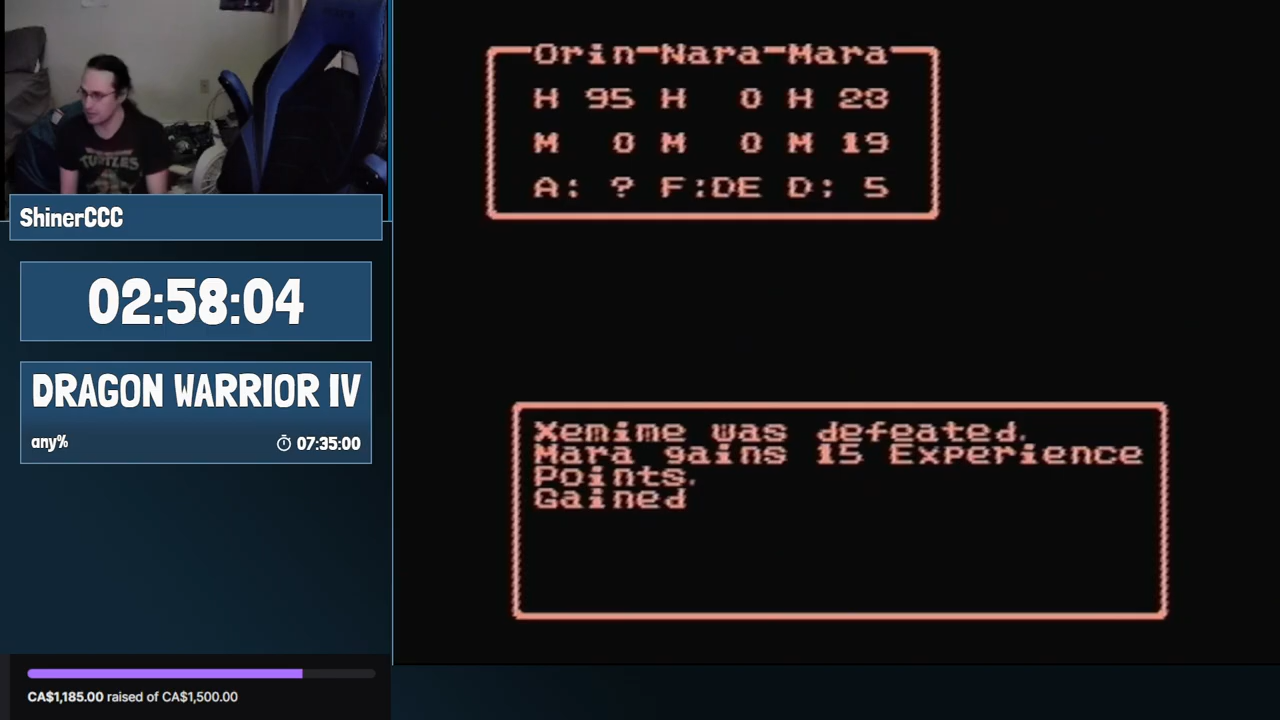 Orin Nara Mara
H 95 H 0 H 23
M 0 M 0 M 19
A: ? F:DE D: 5
TURTLES
ShinerCCC
02:58:04
DRAGON WARRIOR IV
any% 07:35:00
Xemime was defeated.
Mara gains 15 Experience
Points.
Gained
CA$1,185.00 raised of CA$1,500.00